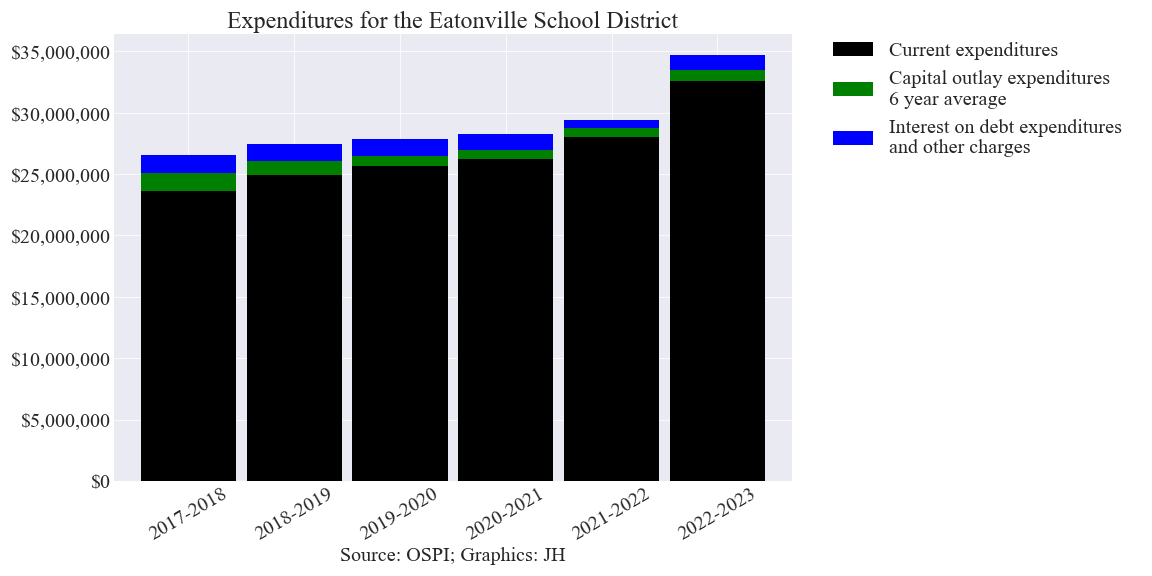 Expenditures for the Eatonville School District
$35,000,000
$30,000,000
$25,000,000
$20,000,000
$15,000,000
$10,000,000
$5,000,000
$0
2017-2018
2018-2019
2019-2020
2020-2021
2021-2022
2022-2023
Source: OSPI; Graphics: JH
Current expenditures
Capital outlay expenditures
6 year average
Interest on debt expenditures
and other charges